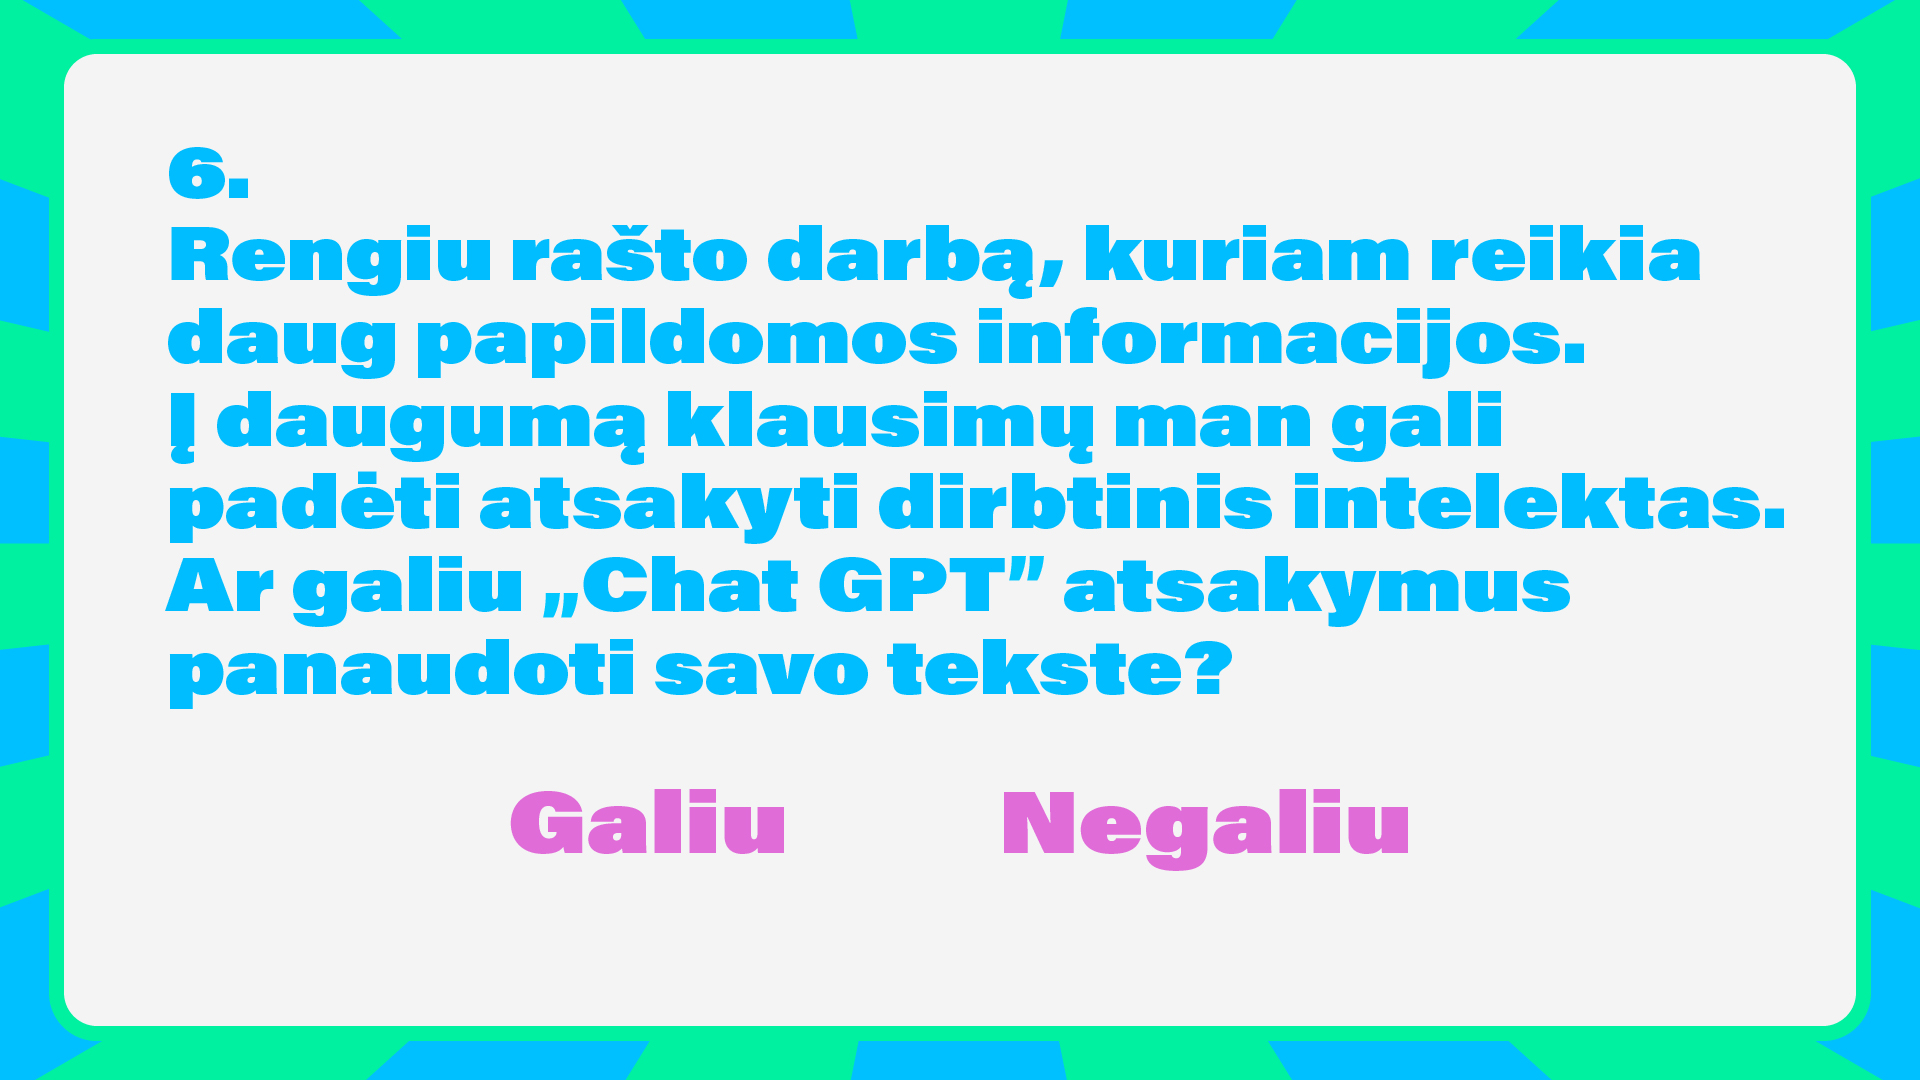 6.
Rengiu rašto darbą, kuriam reikia
daug papildomos informacijos.
Į daugumą klausimų man gali
padėti atsakyti dirbtinis intelektas.
Ar galiu „Chat GPT” atsakymus
panaudoti savo tekste?
Galiu Negaliu